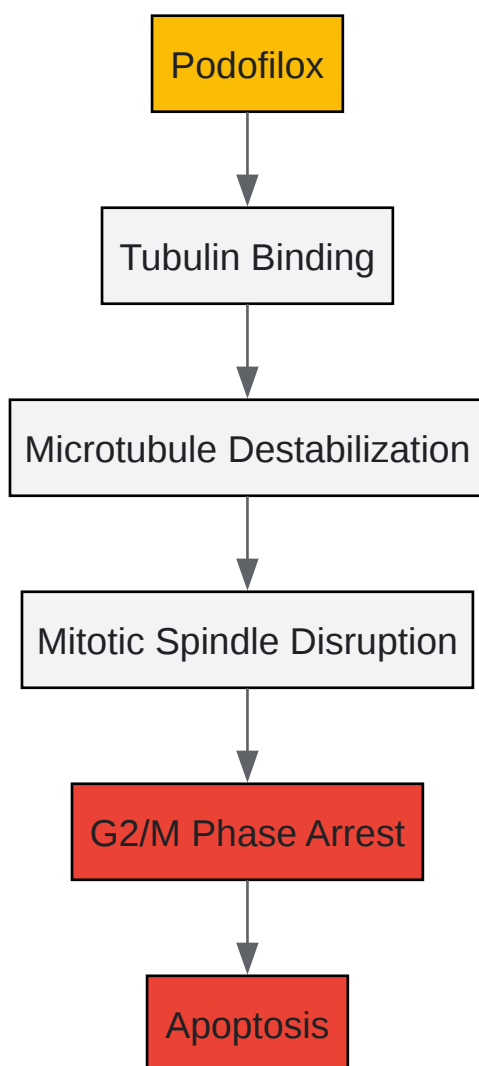 Podofilox
Tubulin Binding
Microtubule Destabilization
Mitotic Spindle Disruption
G2/M Phase Arrest
Apoptosis